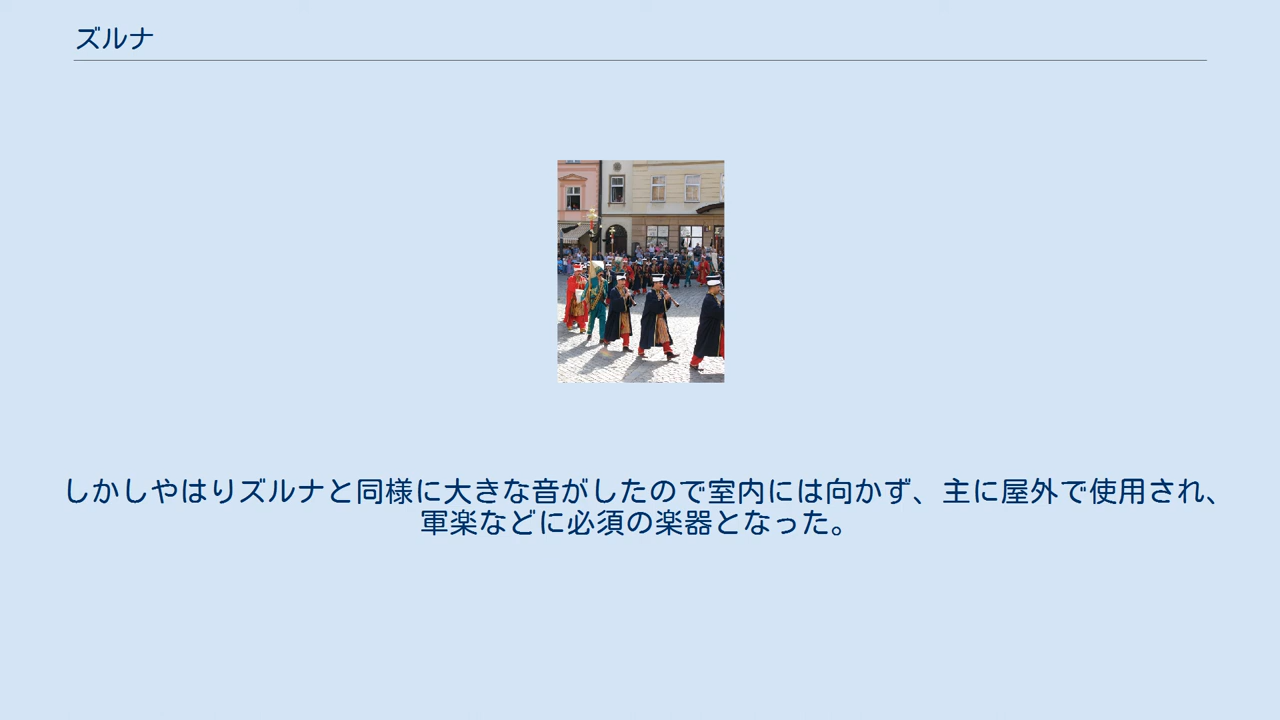 ズルナ
しかしやはりズルナと同様に大きな音がしたので室内には向かず、主に屋外で使用され、
軍楽などに必須の楽器となった。